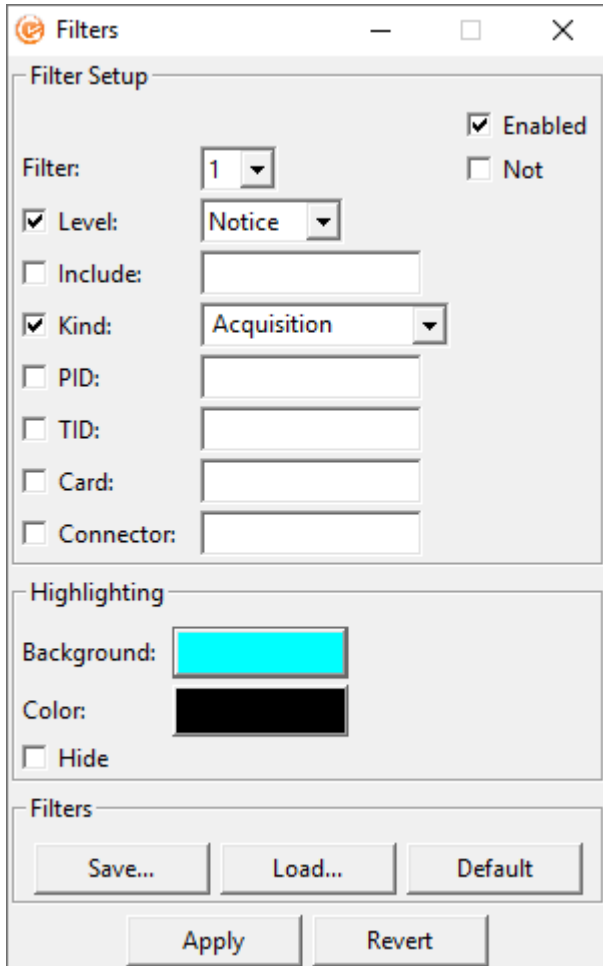 Filters
Filter Setup
Enabled
Filter: 1
Not
Level: Notice
Include:
Kind: Acquisition
PID:
TID:
Card:
Connector:
Highlighting
Background:
Color:
Hide
Filters
Save... Load... Default
Apply Revert